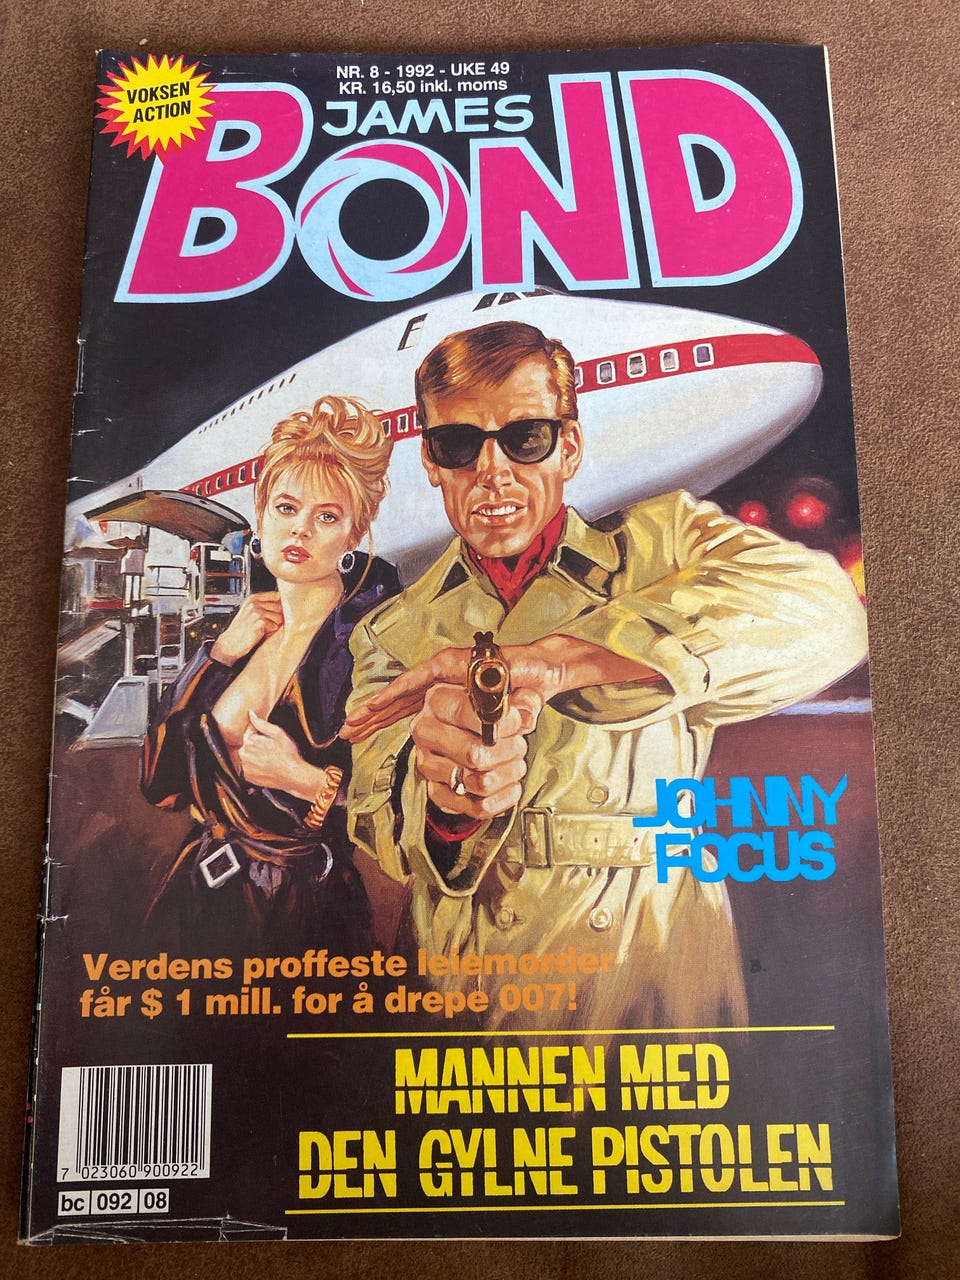 VOKSEN
ACTION
NR. 8 - 1992 - UKE 49
KR. 16,50 inkl. moms
JAMES
BOND
JOHNNY
FOCUS
Verdens proffeste leiemorder
får $ 1 mill. for å drepe 007!
MANNEN MED
DEN GYLNE PISTOLEN
7 023060 900922
bc 092 08
B.